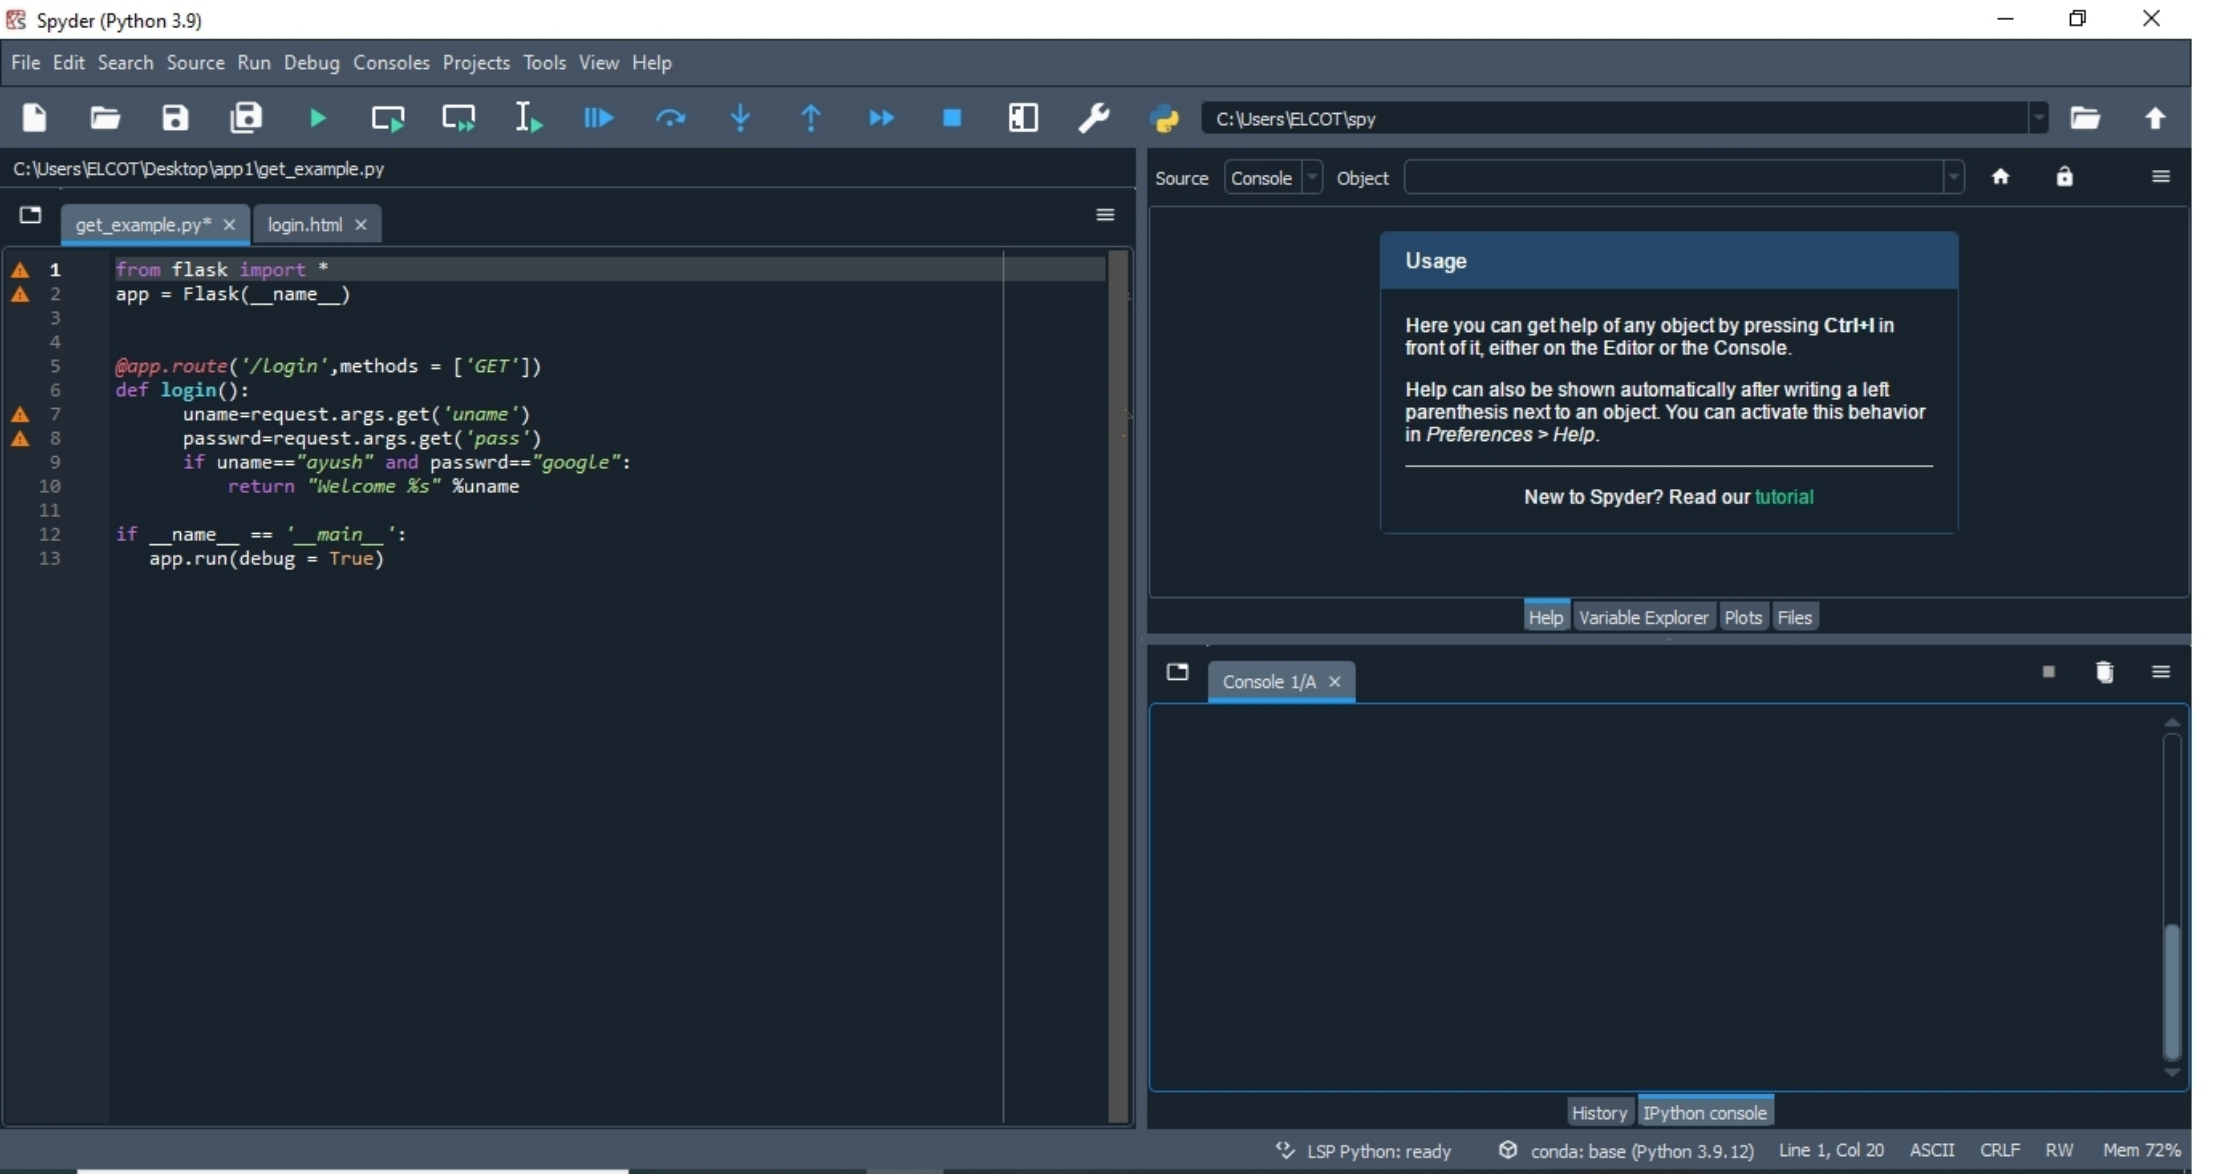 Spyder (Python 3.9)
File Edit Search Source Run Debug Consoles Projects Tools View Help
C:\Users\ELCOT\spy
C:\Users\ELCOT\Desktop\app1\get_example.py
Source Console Object
get_example.py* login.html
1 from flask import *
2 app = Flask(__name__)
3
4
5 @app.route('/login',methods = ['GET'])
6 def login():
7 uname=request.args.get('uname')
8 passwrd=request.args.get('pass')
9 if uname=="ayush" and passwrd=="google":
10 return "Welcome %s" %uname
11
12 if __name__ == '__main__':
13 app.run(debug = True)
Usage
Here you can get help of any object by pressing Ctrl+I in
front of it, either on the Editor or the Console.
Help can also be shown automatically after writing a left
parenthesis next to an object. You can activate this behavior
in Preferences > Help.
New to Spyder? Read our tutorial
Help Variable Explorer Plots Files
Console 1/A
History IPython console
LSP Python: ready conda: base (Python 3.9.12) Line 1, Col 20 ASCII CRLF RW Mem 72%